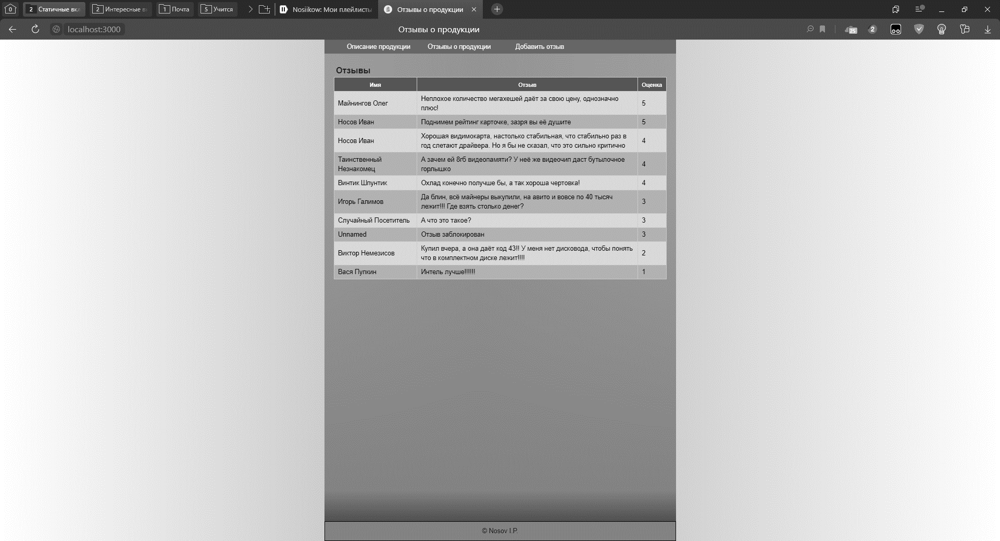 0 2 Статичные вкл 2 Интересные в 1 Почта 5 Учится Nosiikow: Мои плейлисты Отзывы о продукции
localhost:3000 Отзывы о продукции 25 2
Описание продукции Отзывы о продукции Добавить отзыв
Отзывы
Имя Отзыв Оценка
Майнингов Олег Неплохое количество мегахешей даёт за свою цену, однозначно
плюс! 5
Носов Иван Поднимем рейтинг карточке, зазря вы её душите 5
Носов Иван Хорошая видимокарта, настолько стабильная, что стабильно раз в
год слетают драйвера. Но я бы не сказал, что это сильно критично 4
Таинственный А зачем ей 8гб видеопамяти? У неё же видеочип даст бутылочное
Незнакомец горлышко 4
Винтик Шпунтик Охлад конечно получше бы, а так хороша чертовка! 4
Игорь Галимов Да блин, всё майнеры выкупили, на авито и вовсе по 40 тысяч
лежит!!! Где взять столько денег? 3
Случайный Посетитель А что это такое? 3
Unnamed Отзыв заблокирован 3
Виктор Немезисов Купил вчера, а она даёт код 43!! У меня нет дисковода, чтобы понять
что в комплектном диске лежит!!!! 2
Вася Пупкин Интель лучше!!!!!! 1
© Nosov I.P.